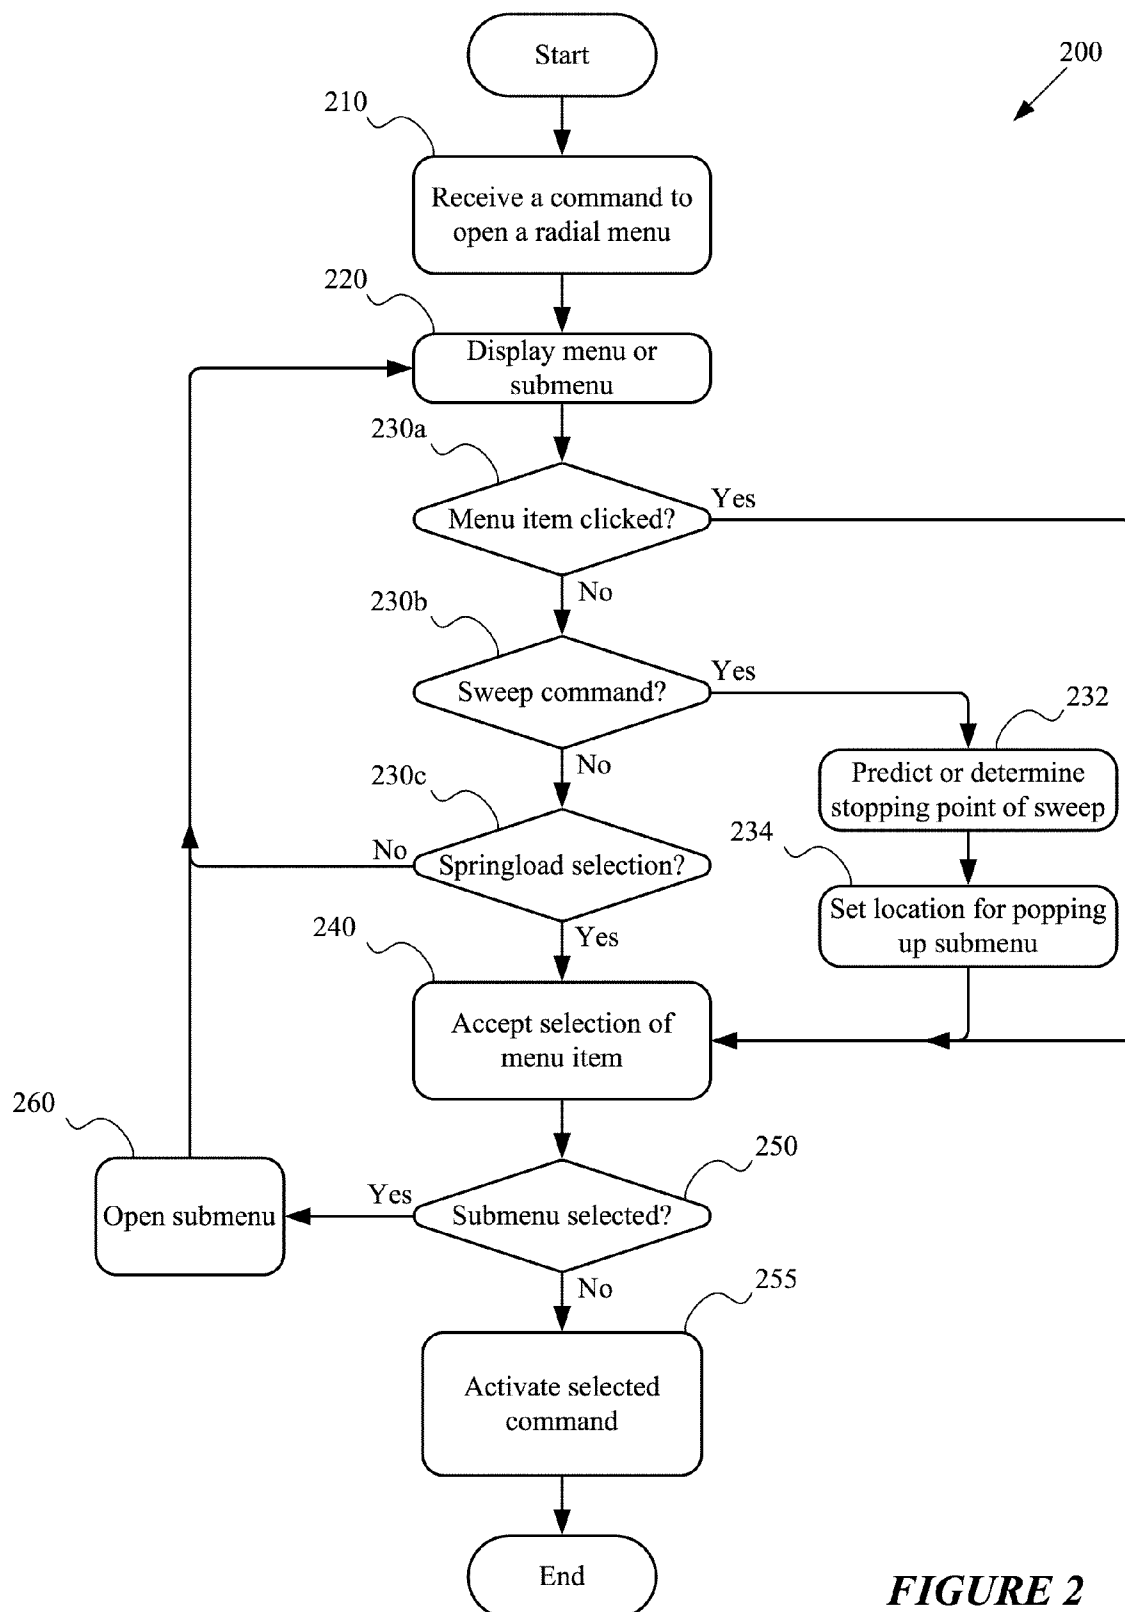 Start
200
210
Receive a command to
open a radial menu
220
Display menu or
submenu
230a
Menu item clicked?
Yes
No
230b
Sweep command?
Yes
232
Predict or determine
stopping point of sweep
No
230c
Springload selection?
No
234
Set location for popping
up submenu
Yes
240
Accept selection of
menu item
260
Open submenu
Yes
250
Submenu selected?
No
255
Activate selected
command
End
FIGURE 2